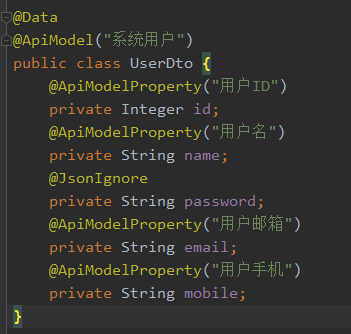 @Data
@ApiModel("系统用户")
public class UserDto {
@ApiModelProperty("用户ID")
private Integer id;
@ApiModelProperty("用户名")
private String name;
@JsonIgnore
private String password;
@ApiModelProperty("用户邮箱")
private String email;
@ApiModelProperty("用户手机")
private String mobile;
}